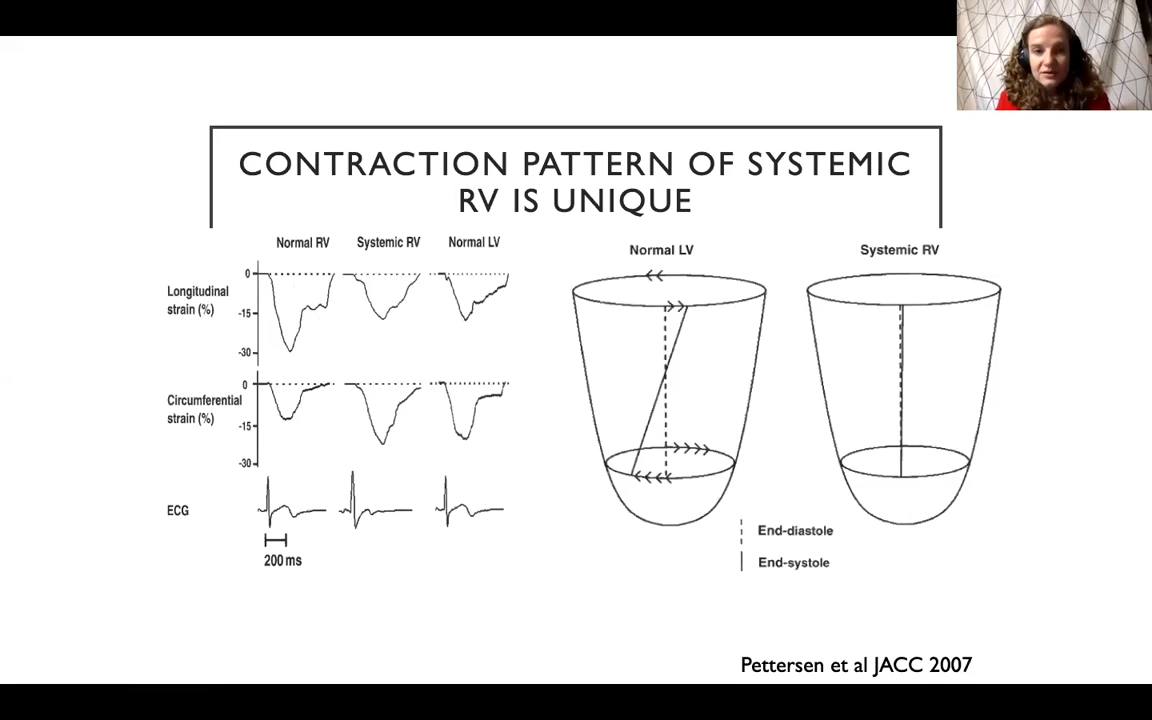 CONTRACTION PATTERN OF SYSTEMIC
RV IS UNIQUE
Normal RV
Systemic RV
Normal LV
0
Longitudinal
strain (%)
-15
-30
0
Circumferential
strain (%)
-15
-30
ECG
200 ms
Normal LV
Systemic RV
End-diastole
End-systole
Pettersen et al JACC 2007